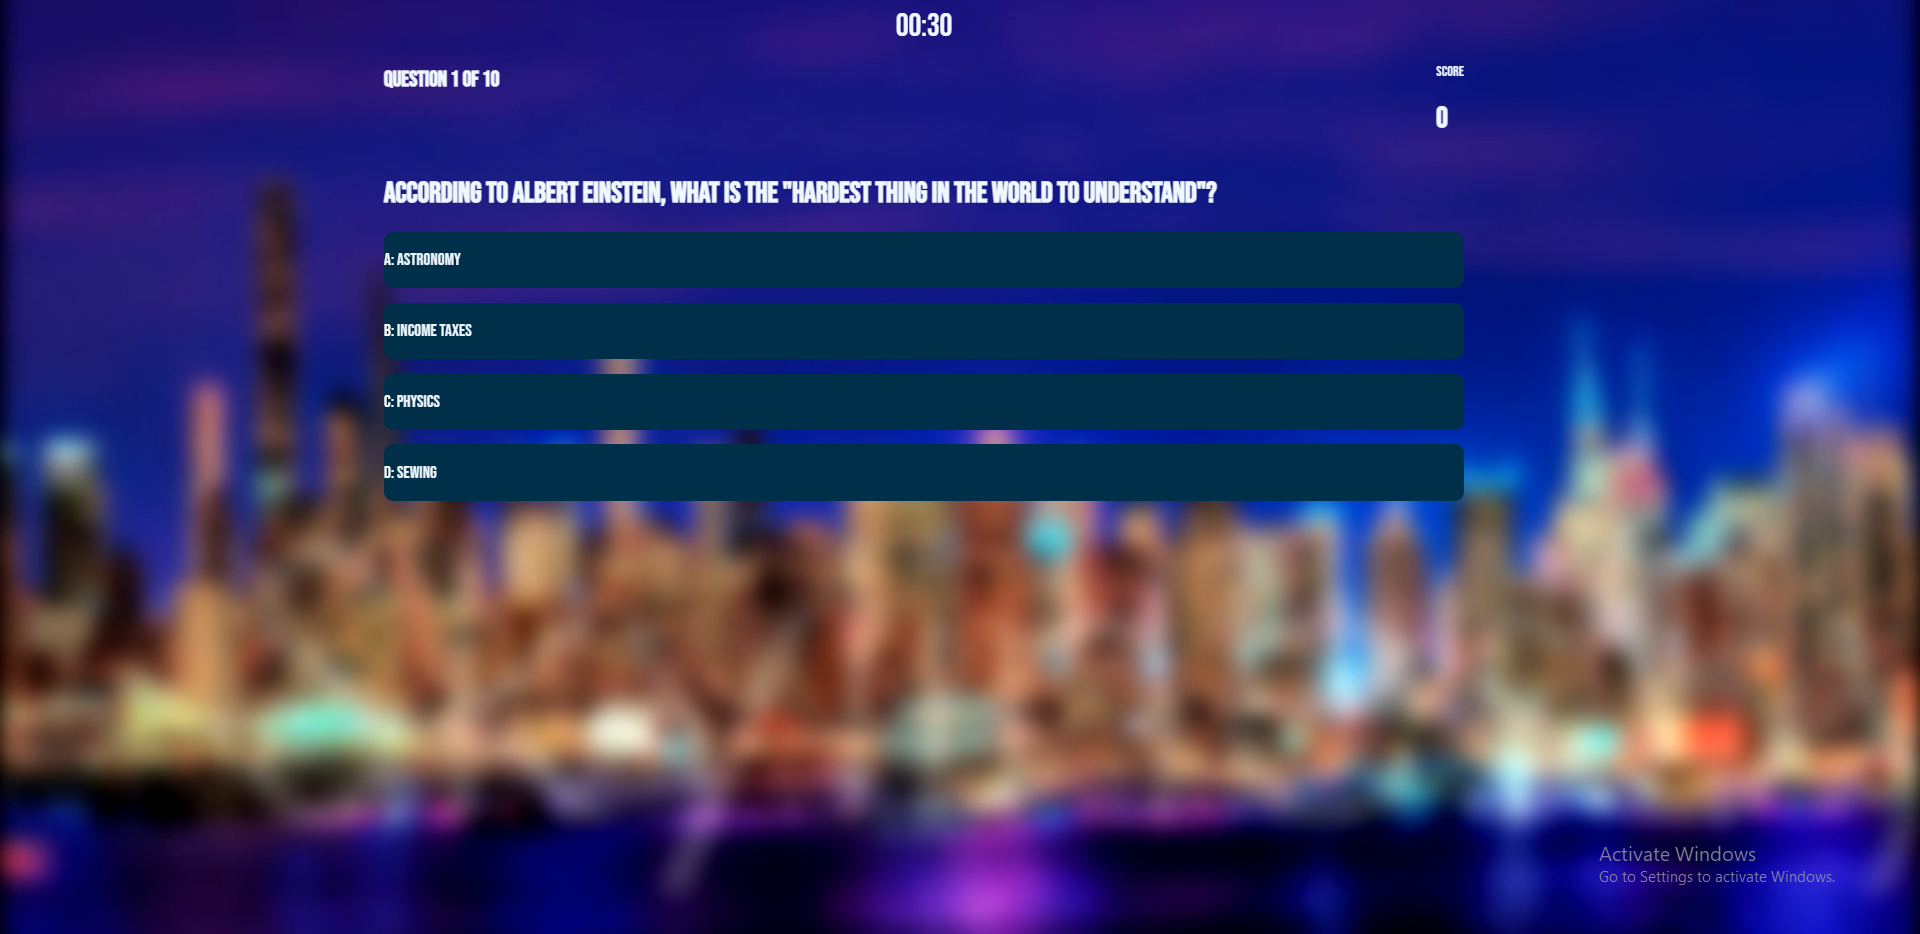 00:30
QUESTION 1 OF 10
SCORE
0
ACCORDING TO ALBERT EINSTEIN, WHAT IS THE "HARDEST THING IN THE WORLD TO UNDERSTAND"?
A: ASTRONOMY
B: INCOME TAXES
C: PHYSICS
D: SEWING
Activate Windows
Go to Settings to activate Windows.